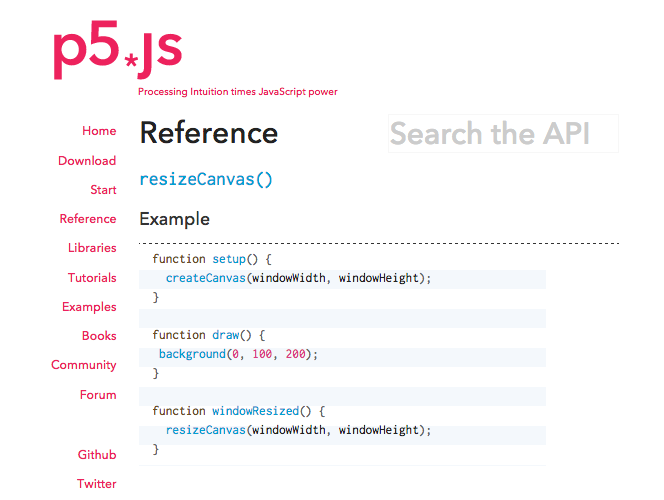 p5*js
Processing Intuition times JavaScript power
Home
Download
Start
Reference
Libraries
Tutorials
Examples
Books
Community
Forum
Github
Twitter
Reference
Search the API
resizeCanvas()
Example
function setup() {
  createCanvas(windowWidth, windowHeight);
}
function draw() {
 background(0, 100, 200);
}
function windowResized() {
  resizeCanvas(windowWidth, windowHeight);
}